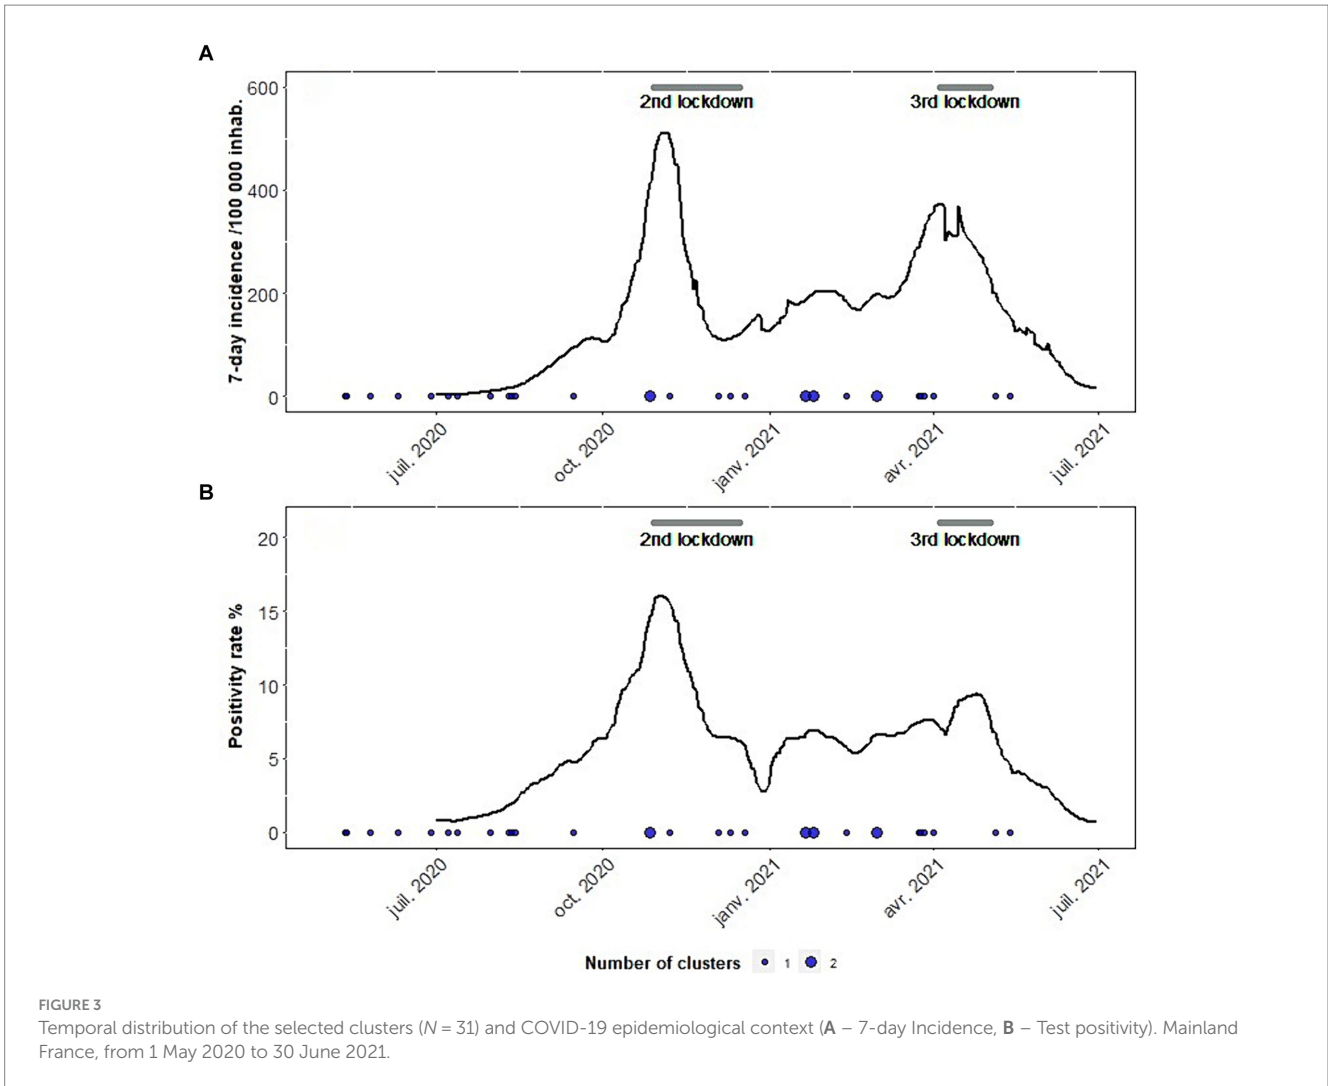 A
7-day incidence /100 000 inhab.
600
400
200
0
2nd lockdown
3rd lockdown
juil. 2020
oct. 2020
janv. 2021
avr. 2021
juil. 2021
B
Positivity rate %
20
15
10
5
0
2nd lockdown
3rd lockdown
juil. 2020
oct. 2020
janv. 2021
avr. 2021
juil. 2021
Number of clusters 1 2
FIGURE 3
Temporal distribution of the selected clusters (N = 31) and COVID-19 epidemiological context (A – 7-day Incidence, B – Test positivity). Mainland
France, from 1 May 2020 to 30 June 2021.